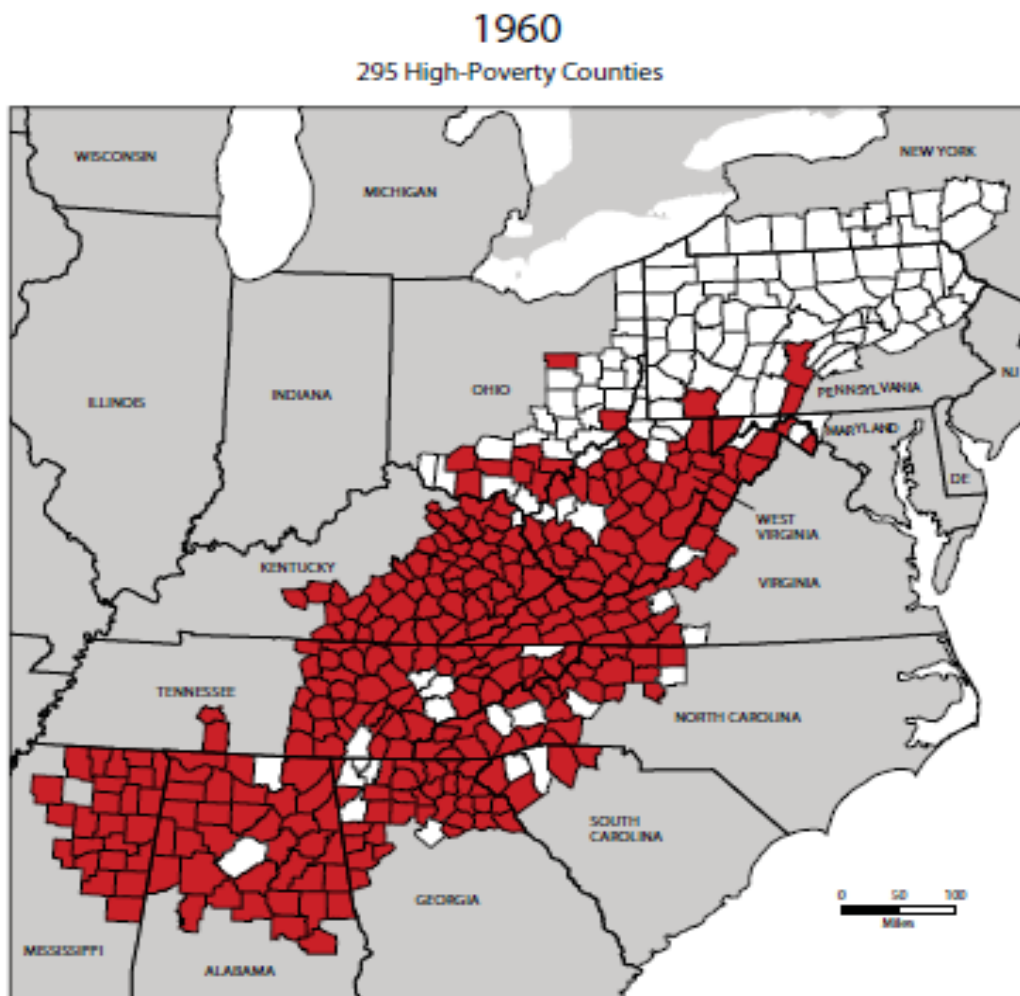 1960
295 High-Poverty Counties
WISCONSIN
MICHIGAN
NEW YORK
ILLINOIS
INDIANA
OHIO
PENNSYLVANIA
NJ
MARYLAND
DE
WEST
VIRGINIA
KENTUCKY
VIRGINIA
TENNESSEE
NORTH CAROLINA
SOUTH
CAROLINA
GEORGIA
0 50 100
Miles
MISSISSIPPI
ALABAMA